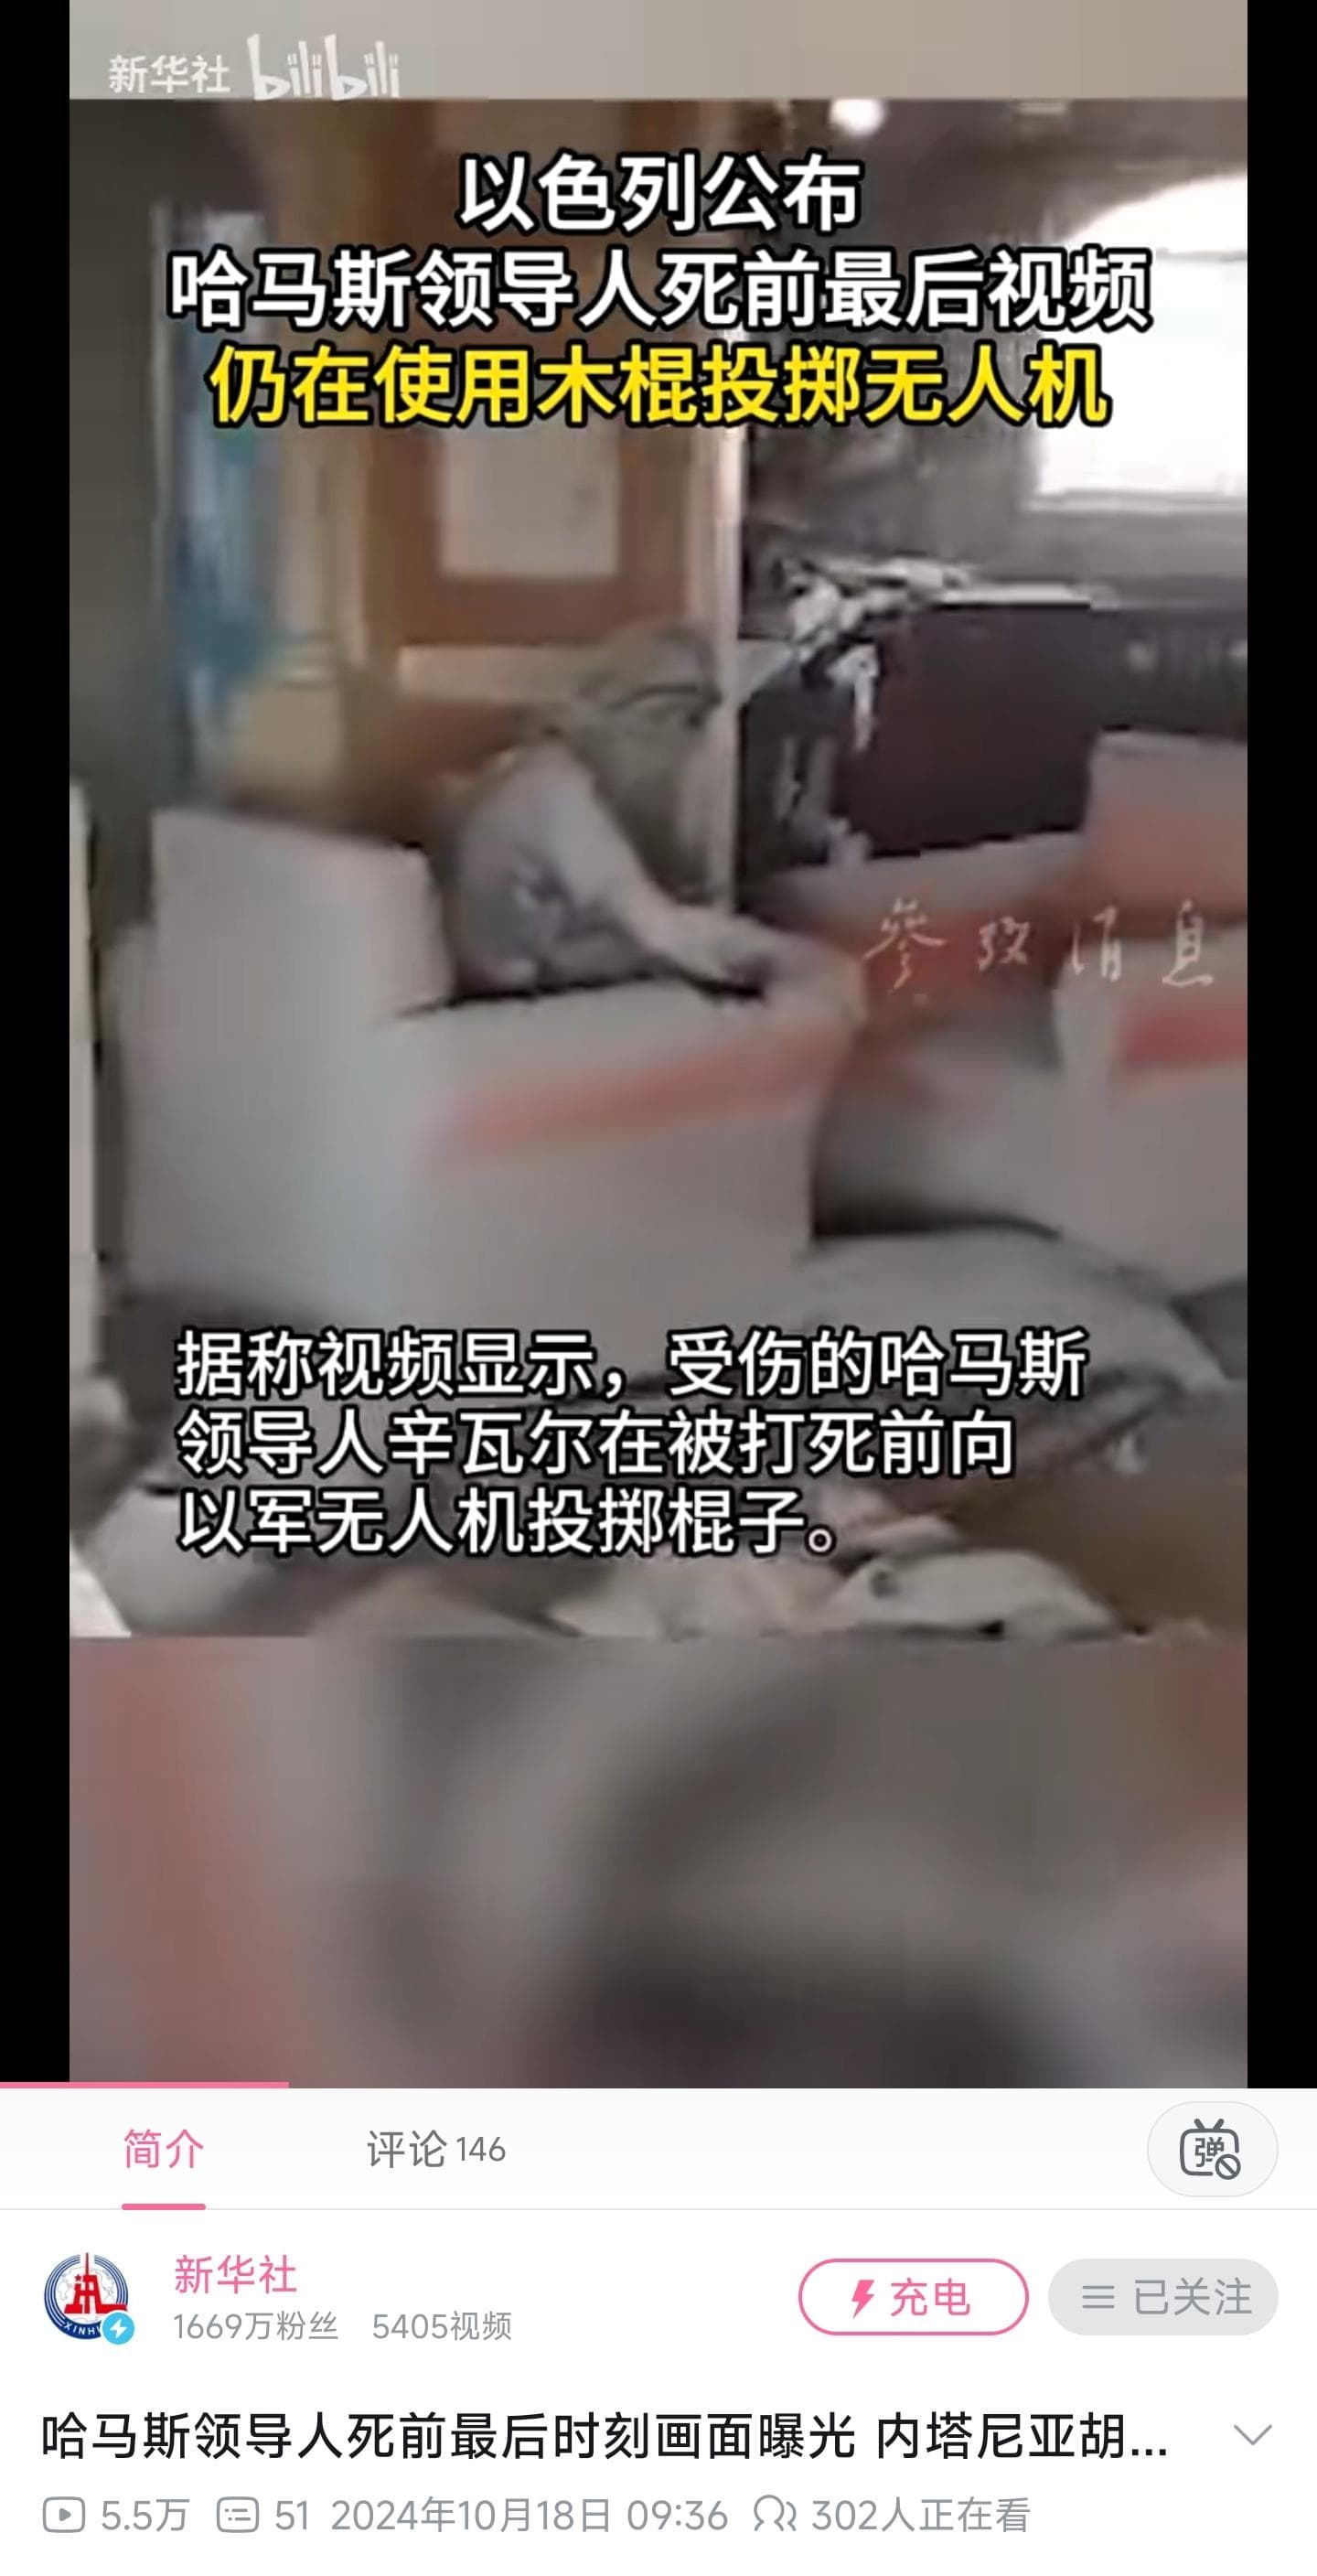 新华社 bilibili
以色列公布
哈马斯领导人死前最后视频
仍在使用木棍投掷无人机
参考消息
据称视频显示，受伤的哈马斯
领导人辛瓦尔在被打死前向
以军无人机投掷棍子。
简介 评论 146
弹
新华社
1669万粉丝 5405视频
充电 已关注
哈马斯领导人死前最后时刻画面曝光 内塔尼亚胡...
5.5万 51 2024年10月18日 09:36 302人正在看